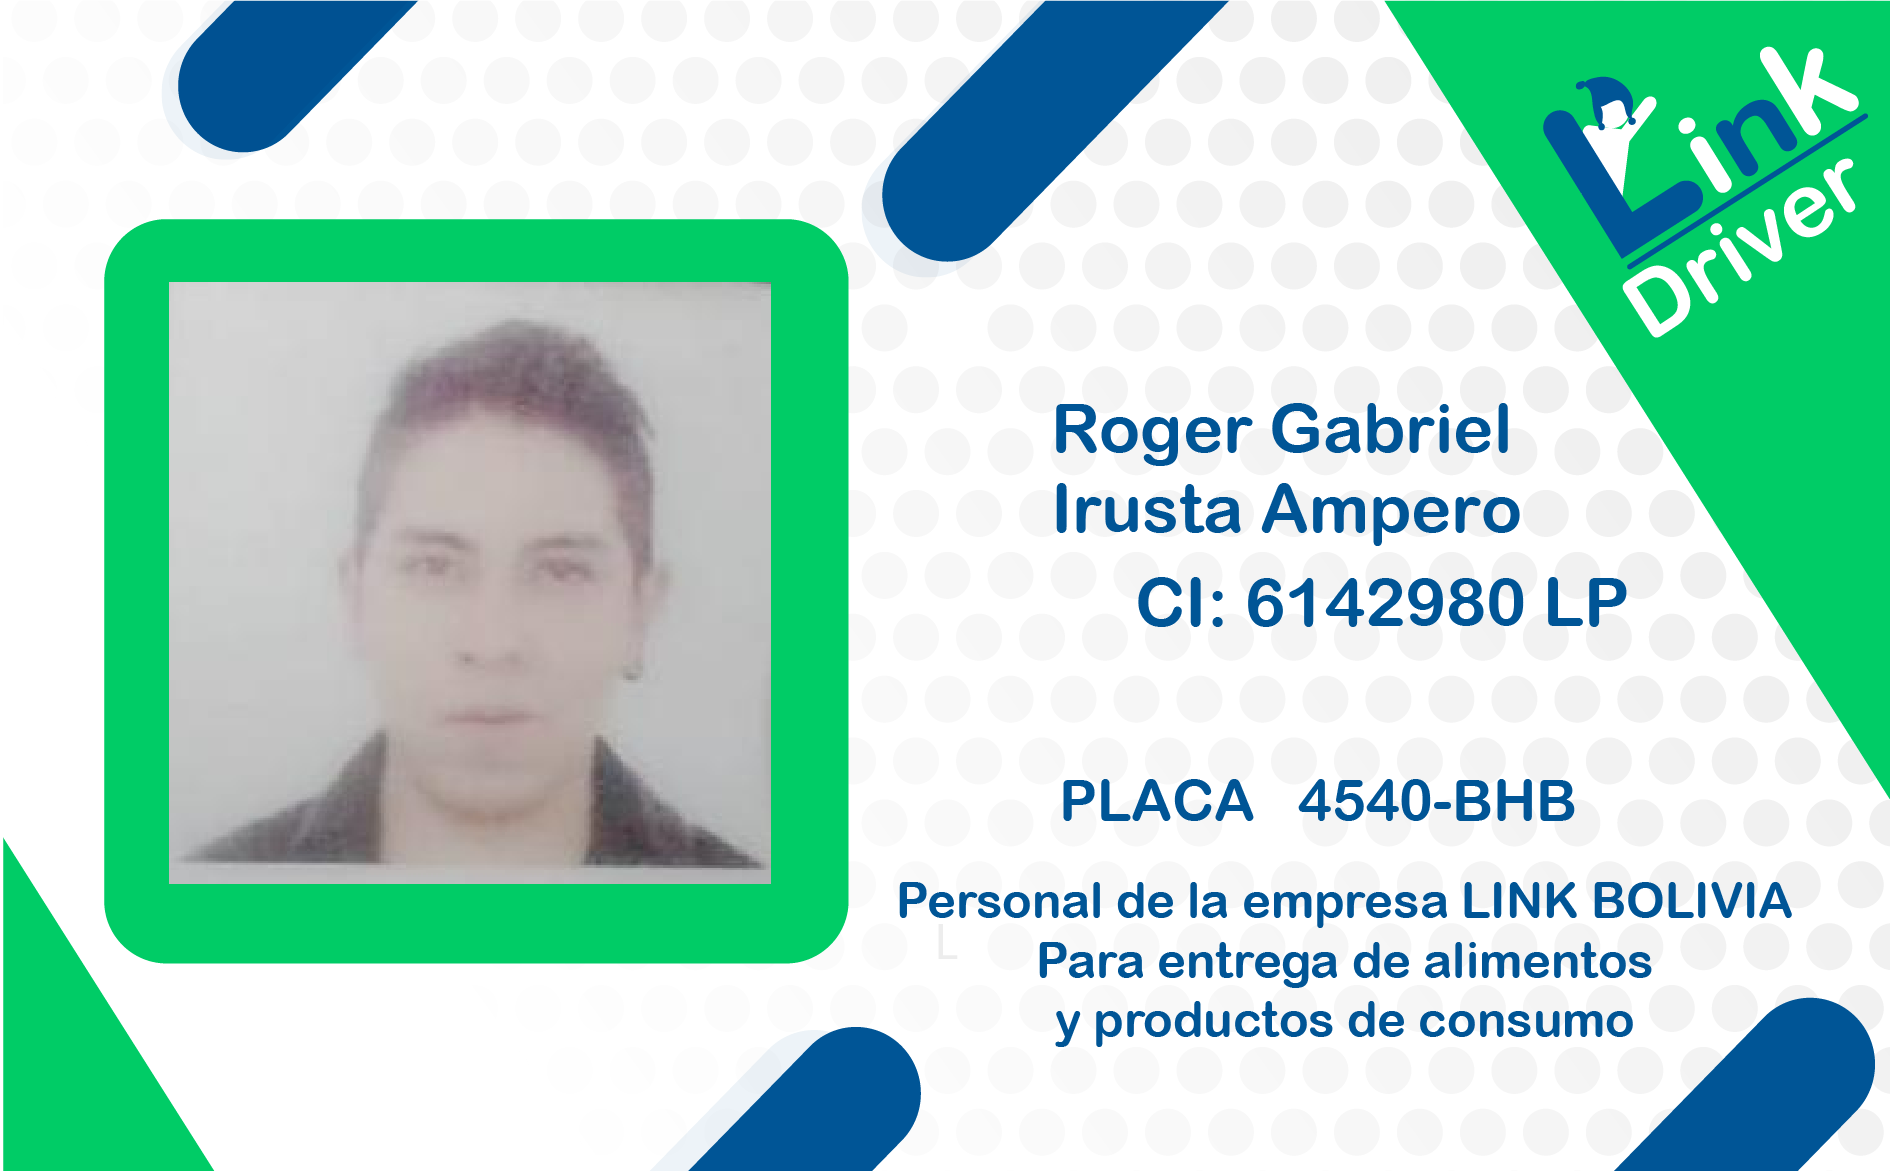 Link
Driver
Roger Gabriel
Irusta Ampero
CI: 6142980 LP
PLACA 4540-BHB
Personal de la empresa LINK BOLIVIA
L
Para entrega de alimentos
y productos de consumo